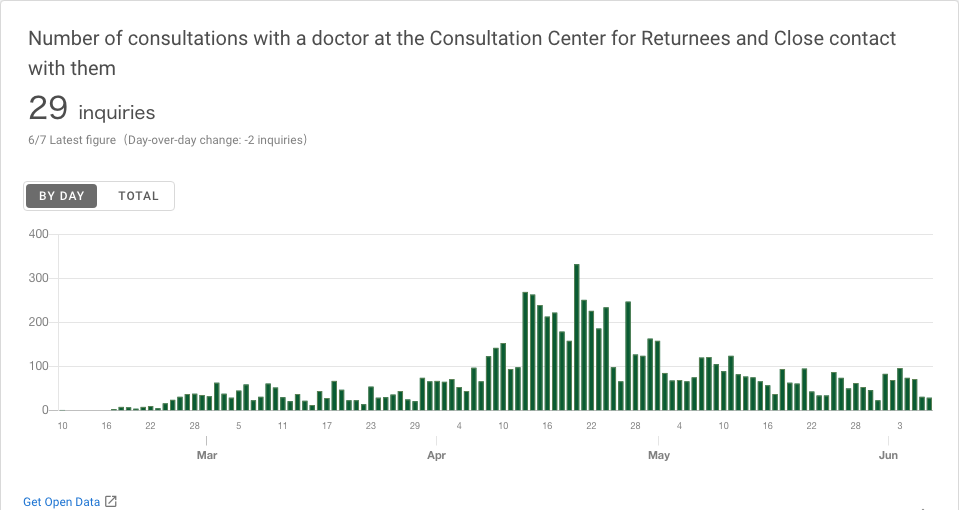 Number of consultations with a doctor at the Consultation Center for Returnees and Close contact
with them
29 inquiries
6/7 Latest figure (Day-over-day change: -2 inquiries)
BY DAY TOTAL
400
300
200
100
0
10 16 22 28 5 11 17 23 29 4 10 16 22 28 4 10 16 22 28 3
Mar Apr May Jun
Get Open Data